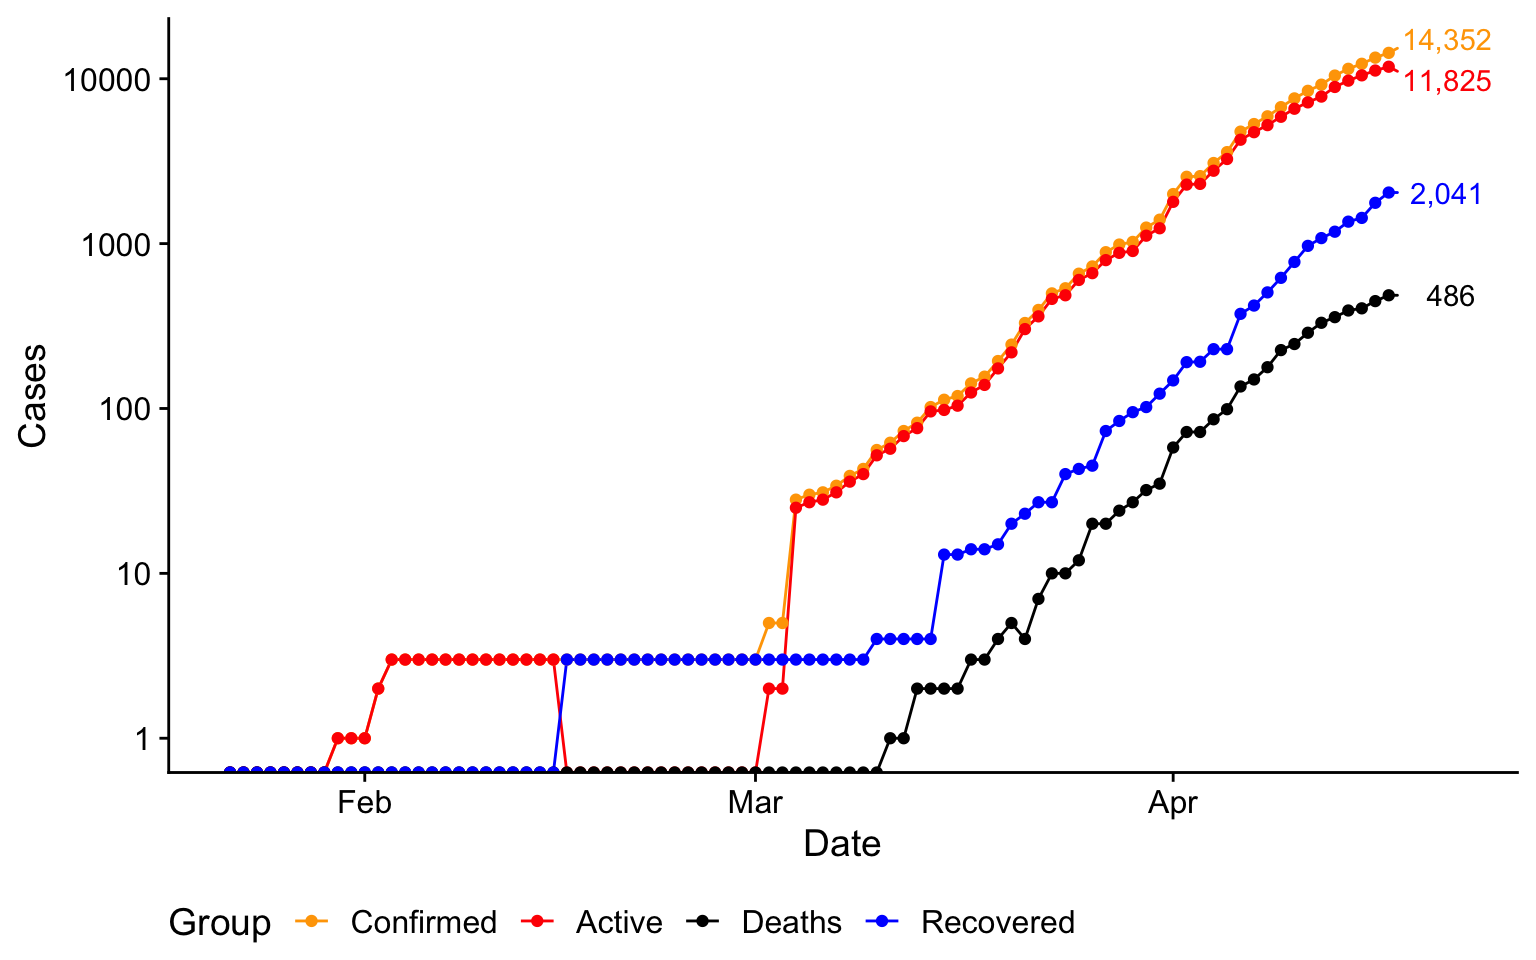 14,352
10000
11,825
2,041
1000
486
Cases
100
10
1
Feb Mar Apr
Date
Group Confirmed Active Deaths Recovered